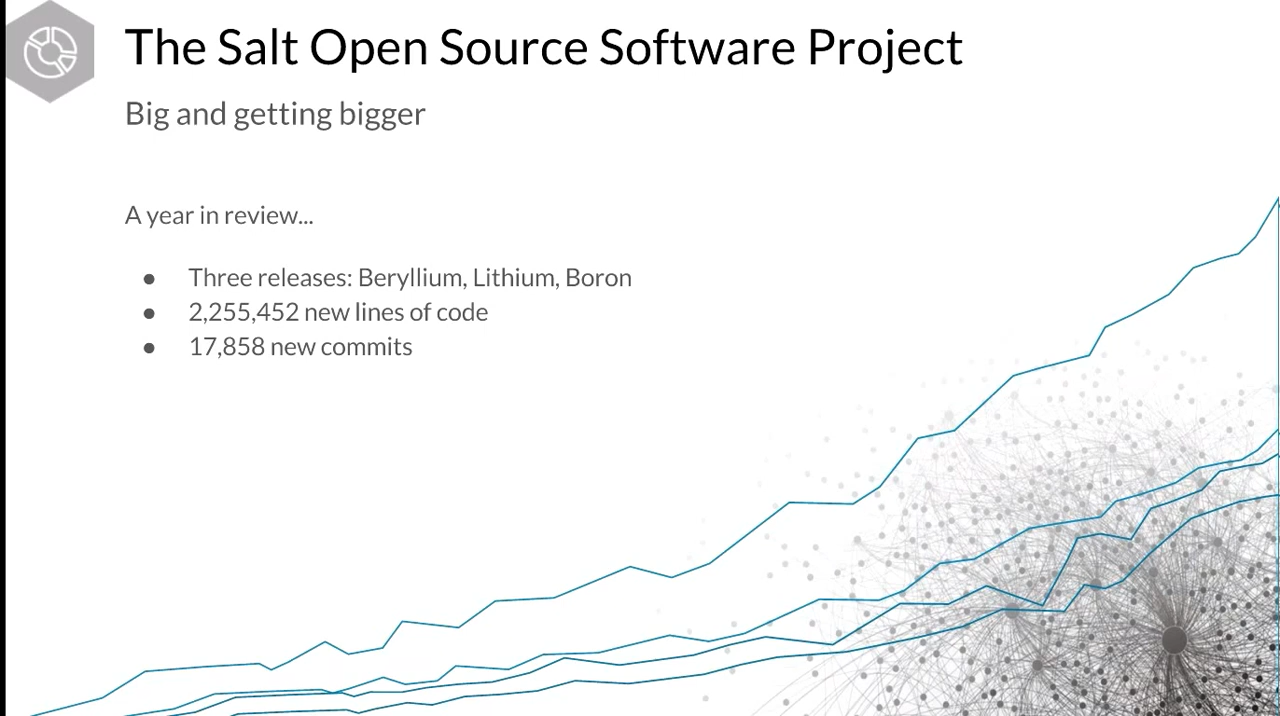 The Salt Open Source Software Project
Big and getting bigger
A year in review...
● Three releases: Beryllium, Lithium, Boron
● 2,255,452 new lines of code
● 17,858 new commits